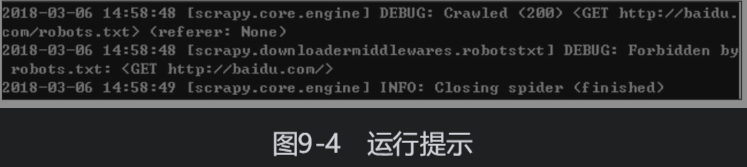 2018-03-06 14:58:48 [scrapy.core.engine] DEBUG: Crawled (200) <GET http://baidu.
com/robots.txt> (referer: None)
2018-03-06 14:58:48 [scrapy.downloadermiddlewares.robotstxt] DEBUG: Forbidden by
robots.txt: <GET http://baidu.com/>
2018-03-06 14:58:49 [scrapy.core.engine] INFO: Closing spider (finished)
图9-4 运行提示